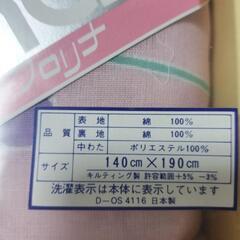 ロリナ
品質
表地 綿 100%
裏地 綿 100%
中わた ポリエステル100%
サイズ 140cm×190cm
キルティング製 許容範囲+5% −3%
洗濯表示は本体に表示しています
D−OS 4116 日本製